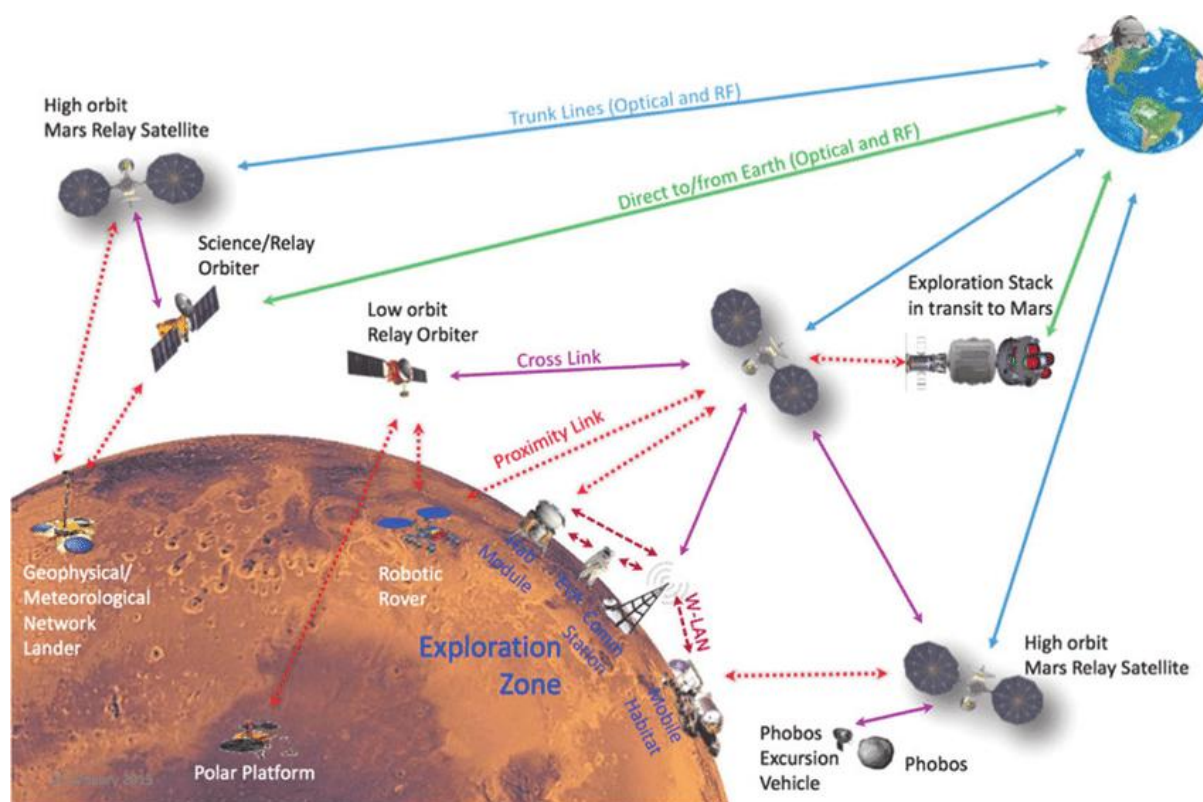 High orbit
Mars Relay Satellite
Trunk Lines (Optical and RF)
Direct to/from Earth (Optical and RF)
Science/Relay
Orbiter
Low orbit
Relay Orbiter
Exploration Stack
in transit to Mars
Cross Link
Proximity Link
Geophysical/
Meteorological
Network
Lander
Robotic
Rover
Hab
Module
Comm
Station
W-LAN
Exploration
Zone
Mobile
Habitat
High orbit
Mars Relay Satellite
Phobos
Excursion
Vehicle
Phobos
Polar Platform